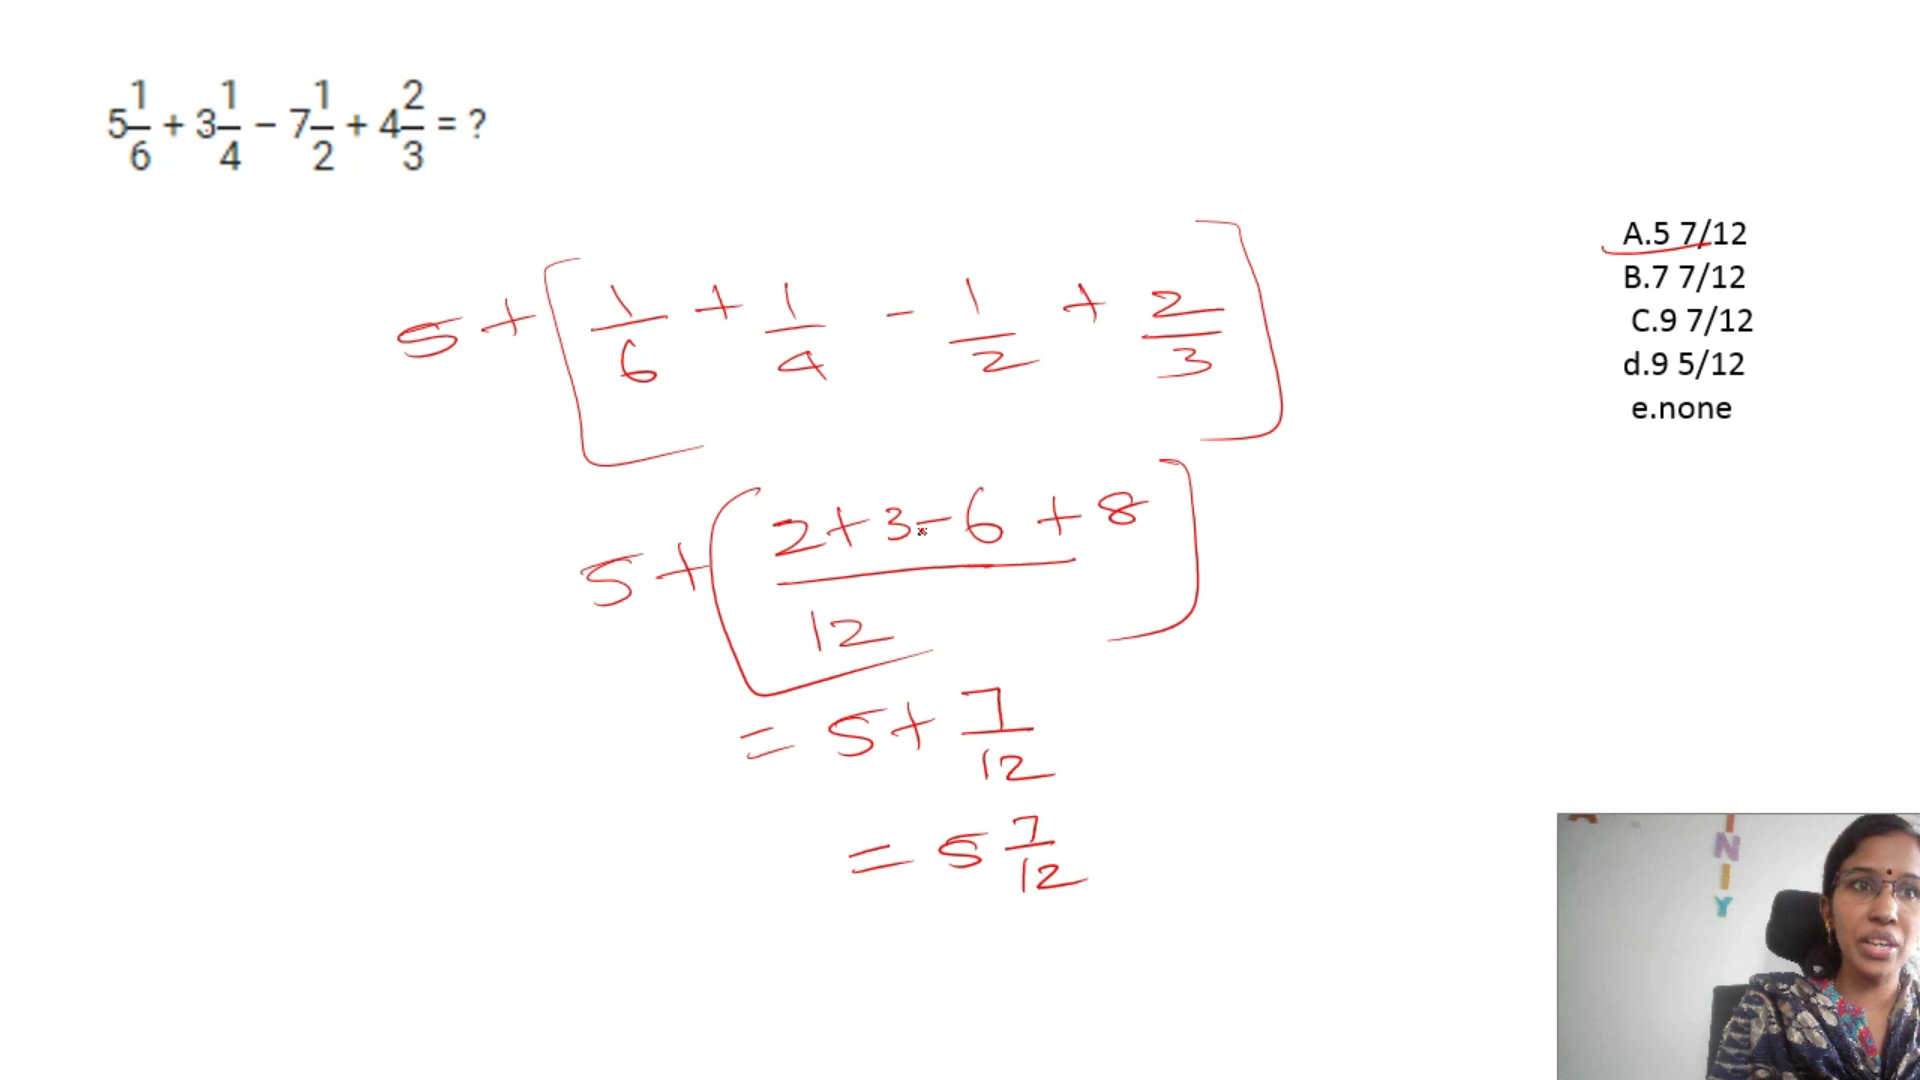 5 1/6 + 3 1/4 − 7 1/2 + 4 2/3 = ?
A.5 7/12
B.7 7/12
C.9 7/12
d.9 5/12
e.none
5 + [ 1/6 + 1/4 - 1/2 + 2/3 ]
5 + ( 2+3-6+8 / 12 ]
= 5 + 7/12
= 5 7/12
N
I
Y